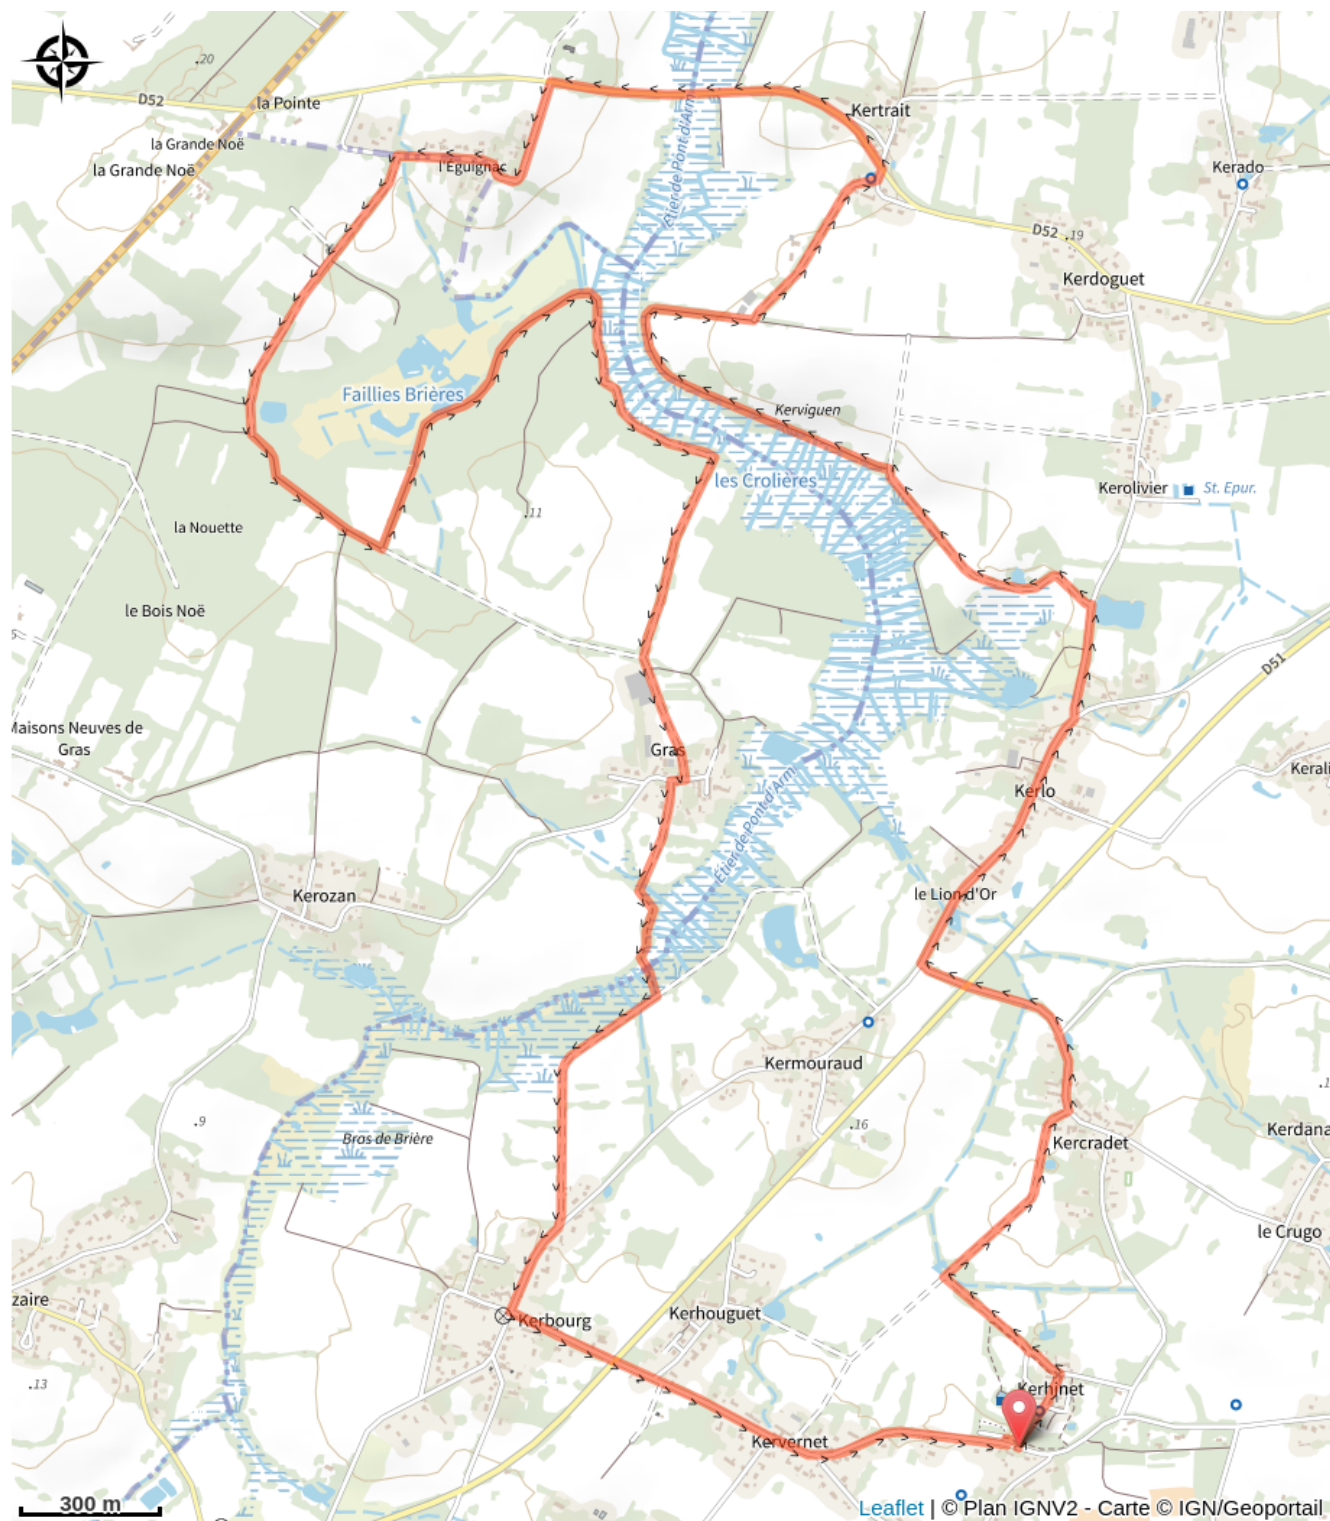 20
D52
la Pointe
Kertrait
la Grande Noë
la Grande Noë
l'Eguignac
Étier de Pont d'Arm
Kerado
D52
19
Kerdoguet
Faillies Brières
Kerviguen
les Crolières
Kerolivier
St. Epur.
11
la Nouette
le Bois Noë
D51
Maisons Neuves de
Gras
Gras
Kerlo
Étier de Pont d'Arm
le Lion d'Or
Kerozan
Kermouraud
9
16
Bras de Brière
Kercradet
Kerdana
le Crugo
zaire
Kerhouguet
Kerbourg
13
Kerhinet
Kervernet
300 m
Leaflet | © Plan IGNV2 - Carte © IGN/Geoportail